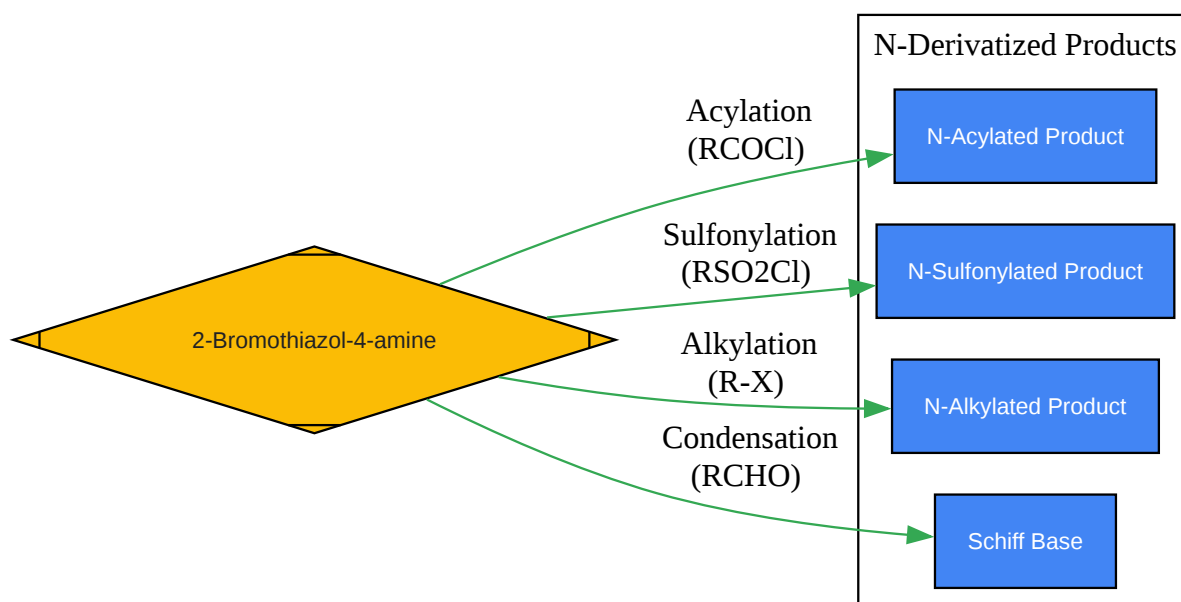 N-Derivatized Products
Acylation
(RCOCl)
N-Acylated Product
Sulfonylation
(RSO2Cl)
N-Sulfonylated Product
2-Bromothiazol-4-amine
Alkylation
(R-X)
N-Alkylated Product
Condensation
(RCHO)
Schiff Base